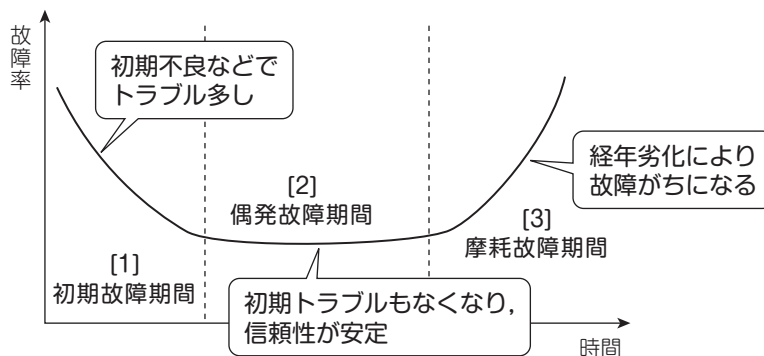 故障率
初期不良などで
トラブル多し
[1]
初期故障期間
[2]
偶発故障期間
初期トラブルもなくなり，
信頼性が安定
経年劣化により
故障がちになる
[3]
摩耗故障期間
時間